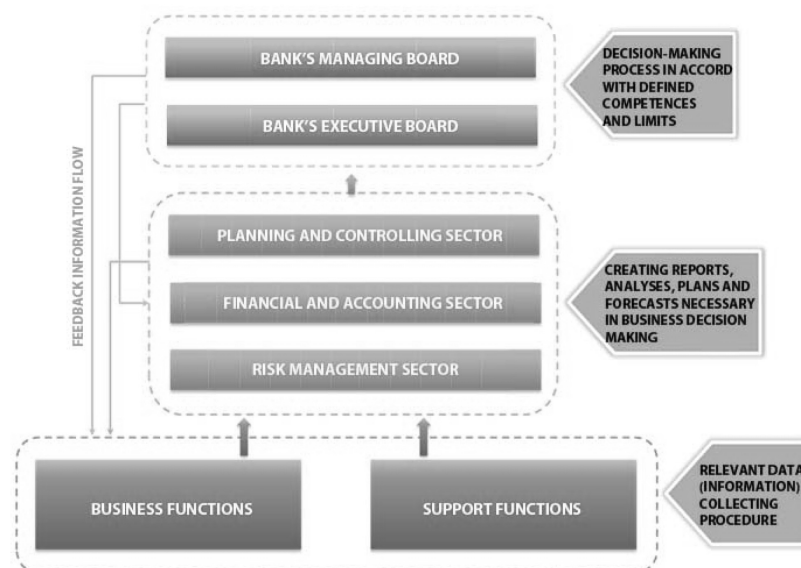 BANK'S MANAGING BOARD
BANK'S EXECUTIVE BOARD
DECISION-MAKING
PROCESS IN ACCORD
WITH DEFINED
COMPETENCES
AND LIMITS
FEEDBACK INFORMATION FLOW
PLANNING AND CONTROLLING SECTOR
FINANCIAL AND ACCOUNTING SECTOR
RISK MANAGEMENT SECTOR
CREATING REPORTS,
ANALYSES, PLANS AND
FORECASTS NECESSARY
IN BUSINESS DECISION
MAKING
BUSINESS FUNCTIONS
SUPPORT FUNCTIONS
RELEVANT DATA
(INFORMATION)
COLLECTING
PROCEDURE